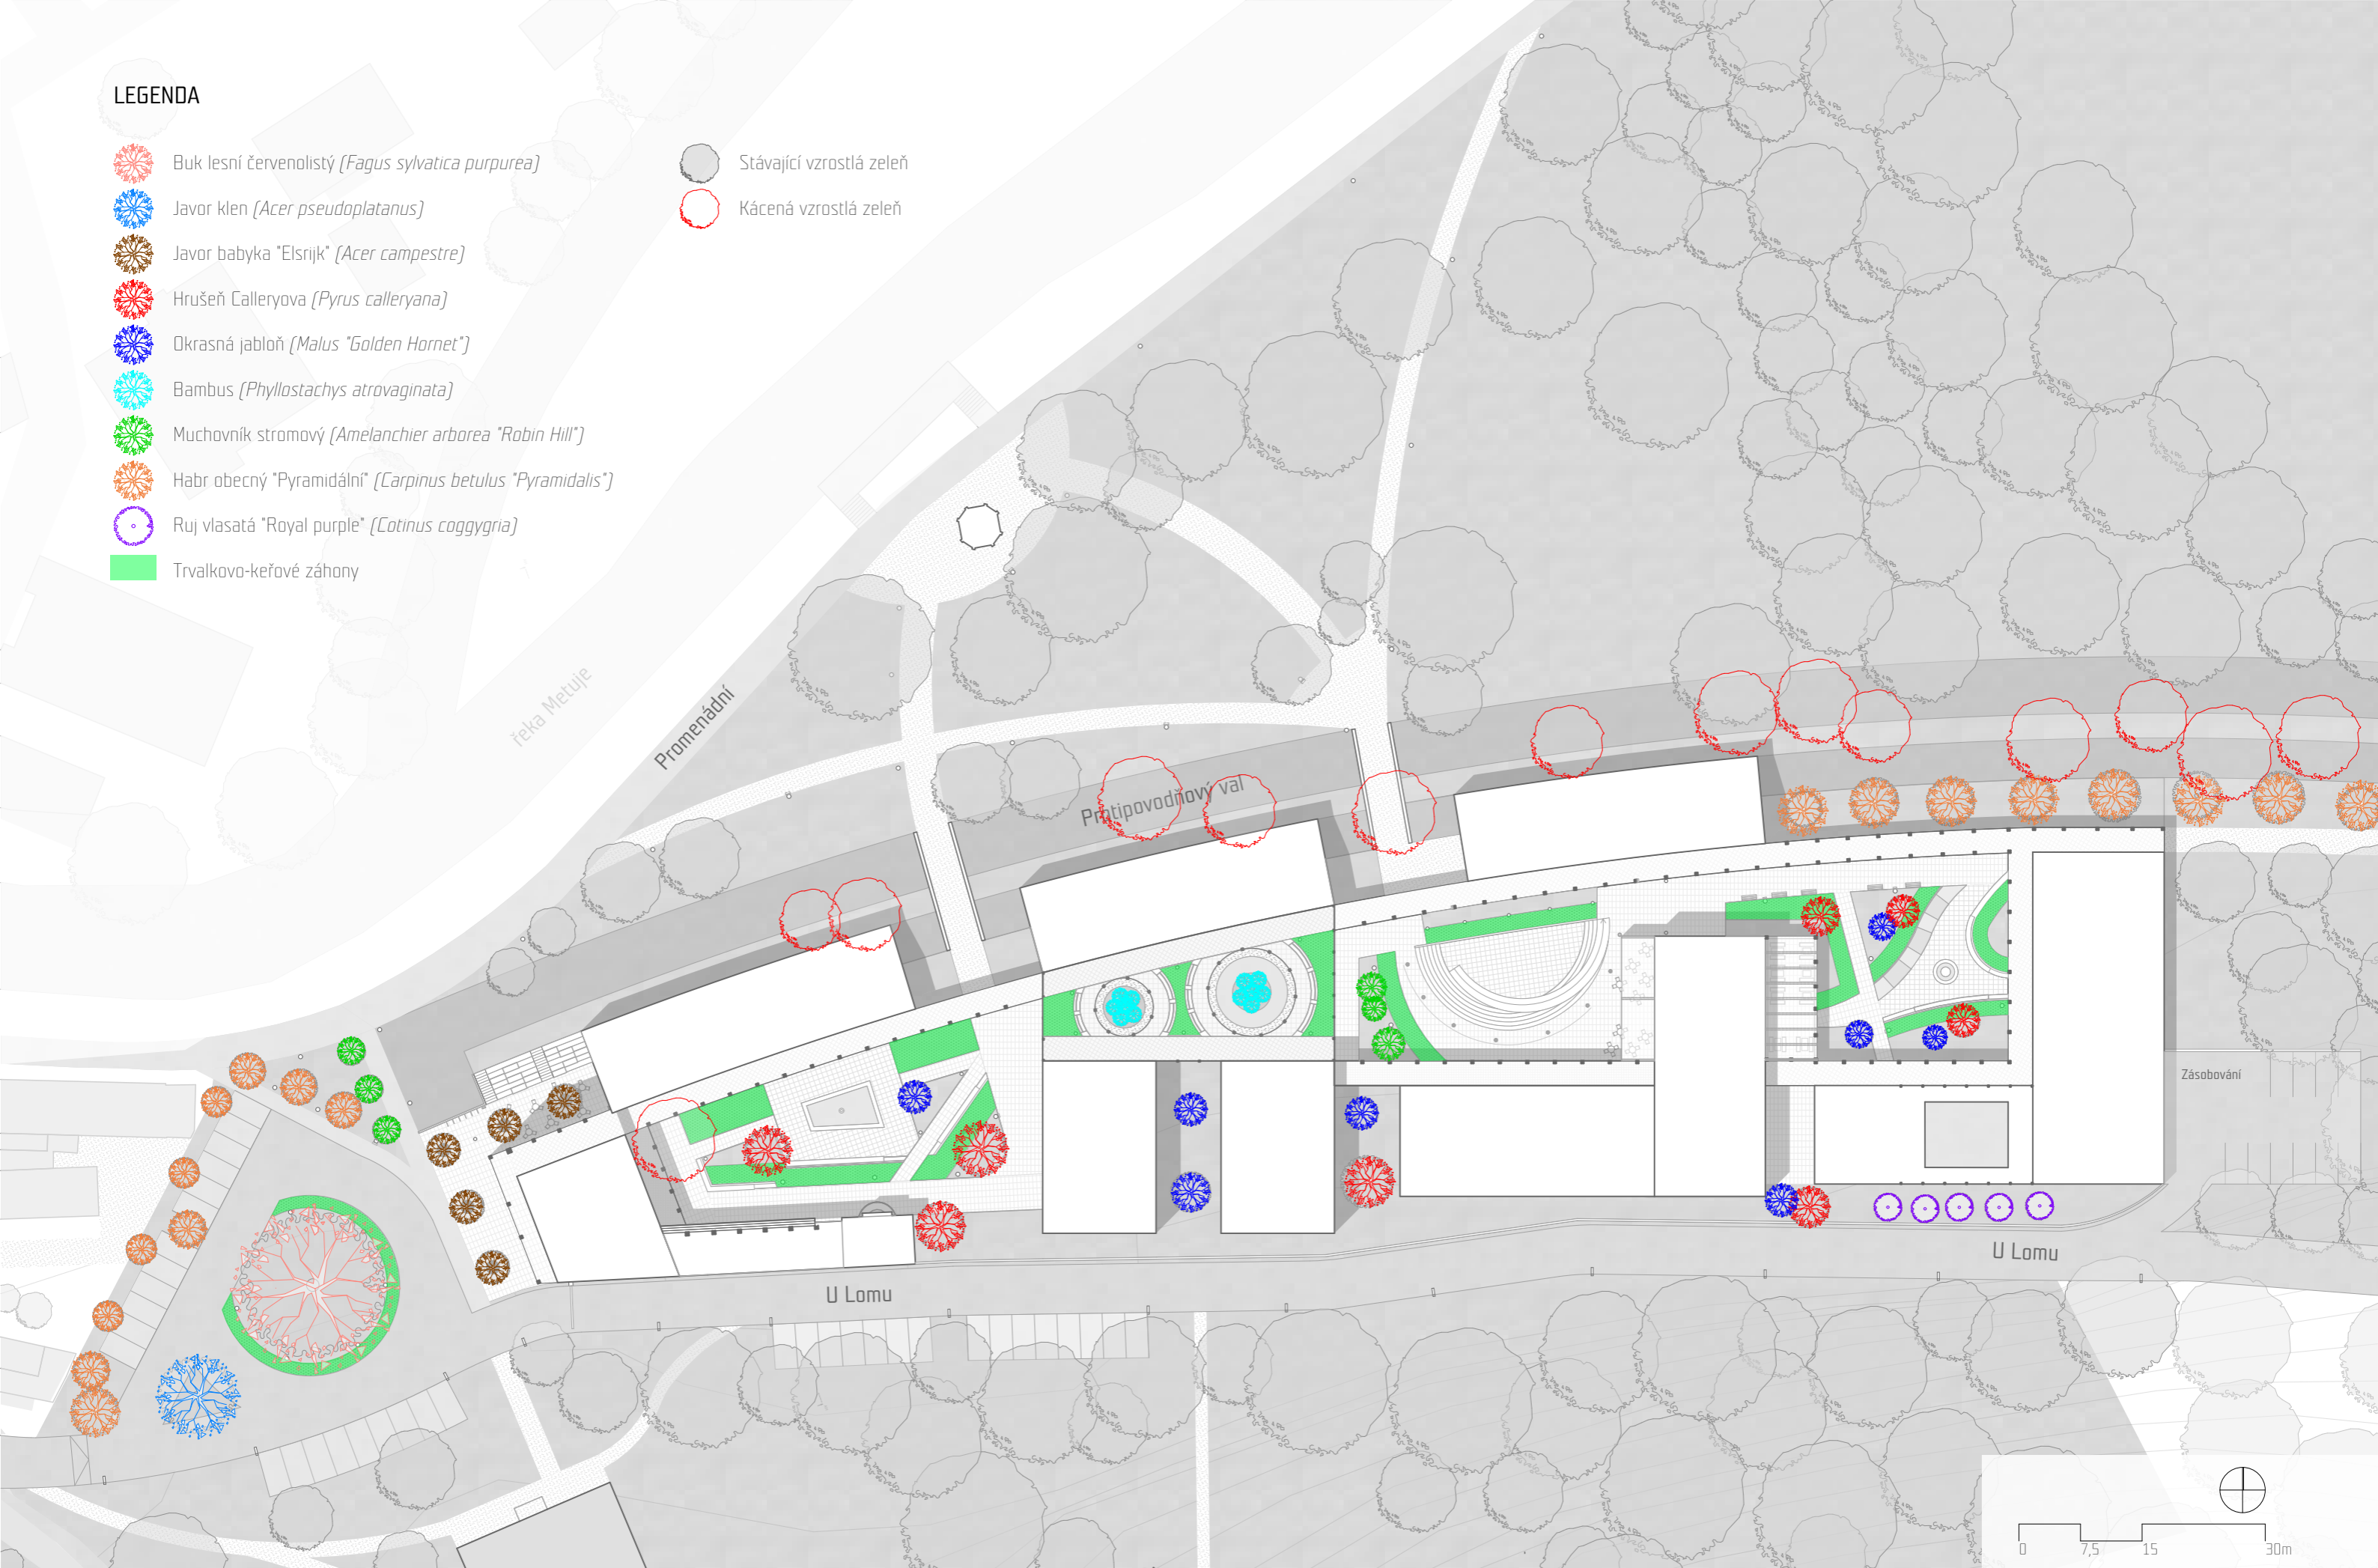 LEGENDA
Buk lesní červenolistý (Fagus sylvatica purpurea)
Javor klen (Acer pseudoplatanus)
Javor babyka "Elsrijk" (Acer campestre)
Hrušeň Calleryova (Pyrus calleryana)
Okrasná jabloň (Malus "Golden Hornet")
Bambus (Phyllostachys atrovaginata)
Muchovník stromový (Amelanchier arborea "Robin Hill")
Habr obecný "Pyramidální" (Carpinus betulus "Pyramidalis")
Ruj vlasatá "Royal purple" (Cotinus coggygria)
Trvalkovo-keřové záhony
Stávající vzrostlá zeleň
Kácená vzrostlá zeleň
řeka Metuje
Promenádní
Protipovodňový val
Zásobování
U Lomu
U Lomu
0 7,5 15 30m